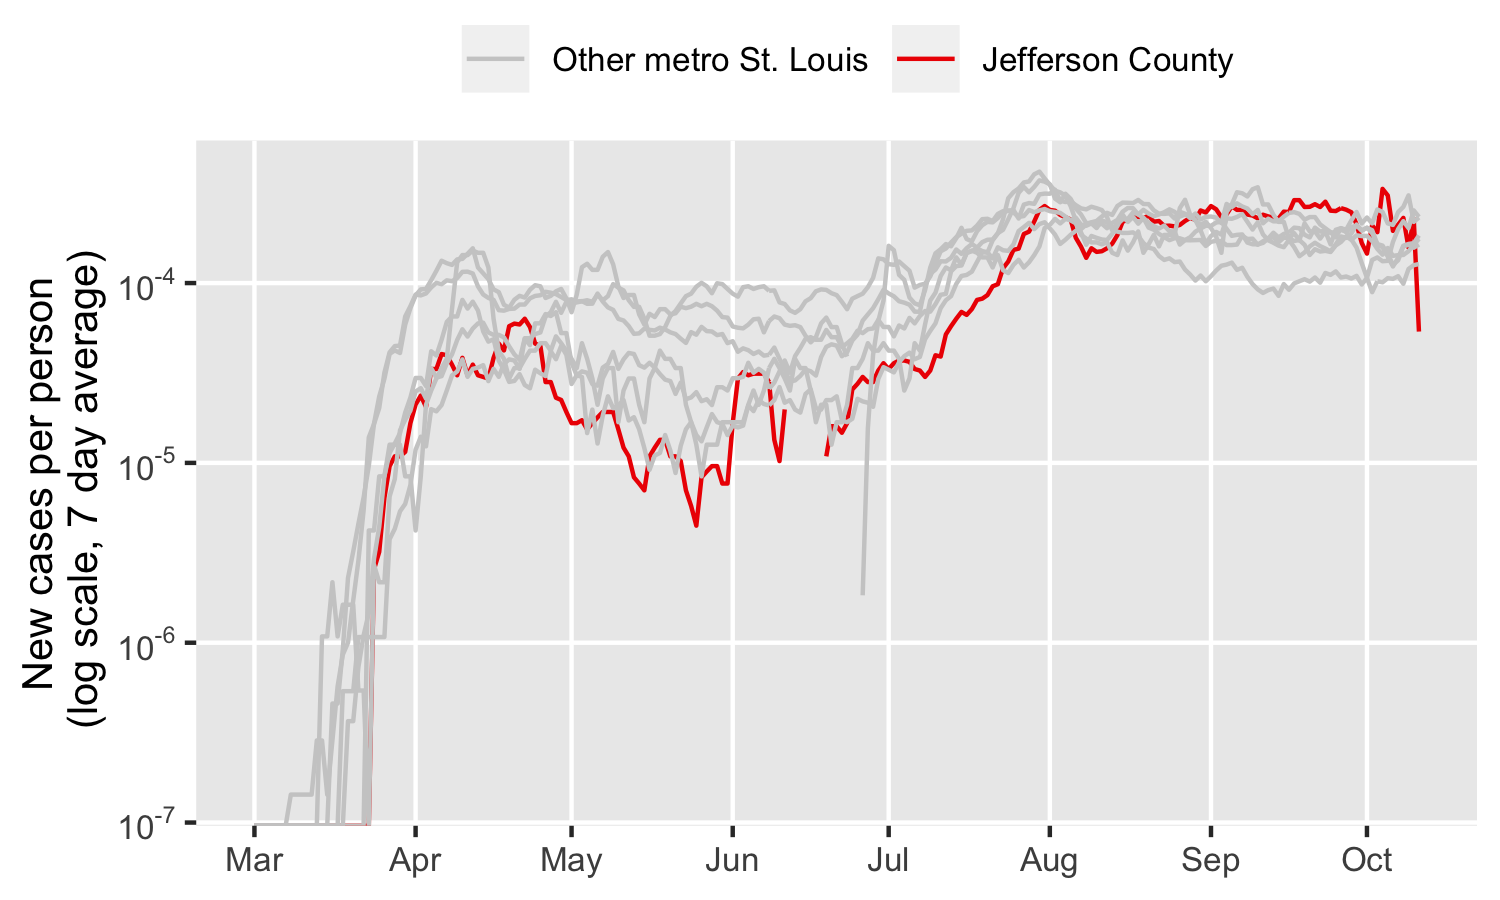 Other metro St. Louis Jefferson County
New cases per person
(log scale, 7 day average)
10⁻⁴
10⁻⁵
10⁻⁶
10⁻⁷
Mar Apr May Jun Jul Aug Sep Oct